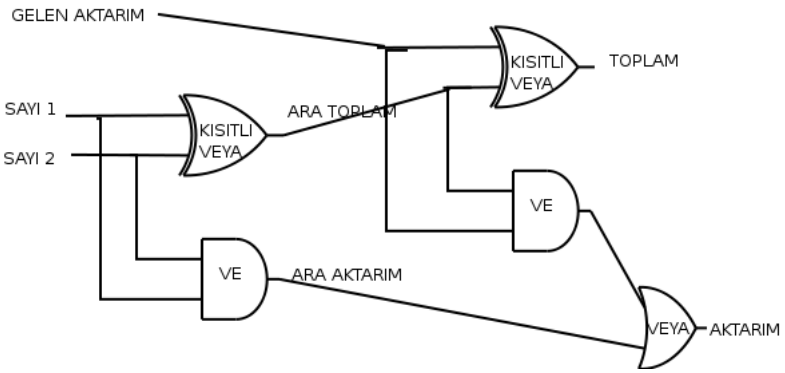 GELEN AKTARIM
KISITLI
VEYA
TOPLAM
SAYI 1
ARA TOPLAM
KISITLI
VEYA
SAYI 2
VE
VE
ARA AKTARIM
VEYA
AKTARIM